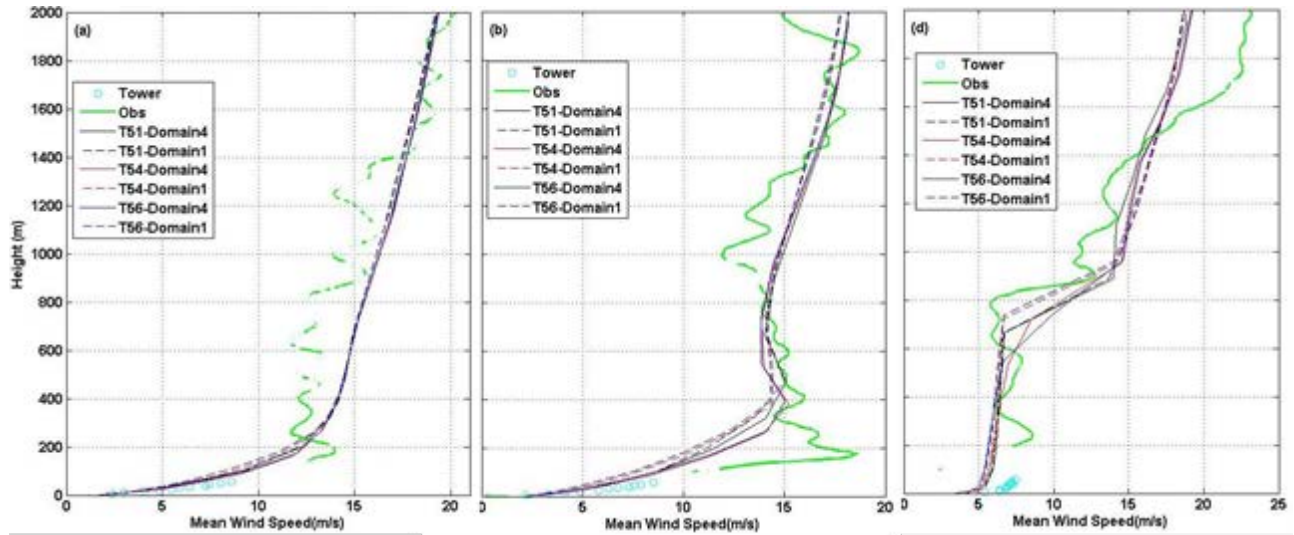 2000
(a)
1800
1600
1400
1200
1000
800
600
400
200
0
Height (m)
Tower
Obs
T51-Domain4
T51-Domain1
T54-Domain4
T54-Domain1
T56-Domain4
T56-Domain1
0 5 10 15 20
Mean Wind Speed(m/s)
(b)
Tower
Obs
T51-Domain4
T51-Domain1
T54-Domain4
T54-Domain1
T56-Domain4
T56-Domain1
0 5 10 15 20
Mean Wind Speed(m/s)
(d)
Tower
Obs
T51-Domain4
T51-Domain1
T54-Domain4
T54-Domain1
T56-Domain4
T56-Domain1
5 10 15 20 25
Mean Wind Speed(m/s)